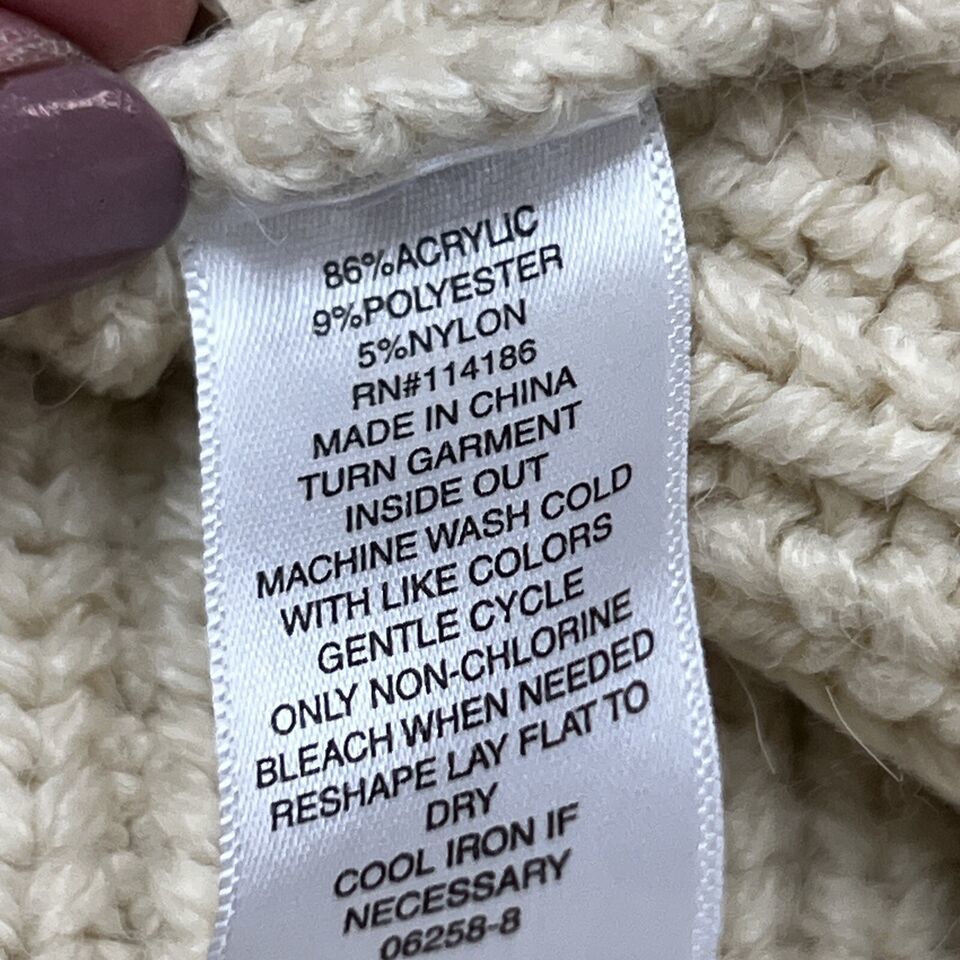 86%ACRYLIC
9%POLYESTER
5%NYLON
RN#114186
MADE IN CHINA
TURN GARMENT
INSIDE OUT
MACHINE WASH COLD
WITH LIKE COLORS
GENTLE CYCLE
ONLY NON-CHLORINE
BLEACH WHEN NEEDED
RESHAPE LAY FLAT TO
DRY
COOL IRON IF
NECESSARY
06258-8